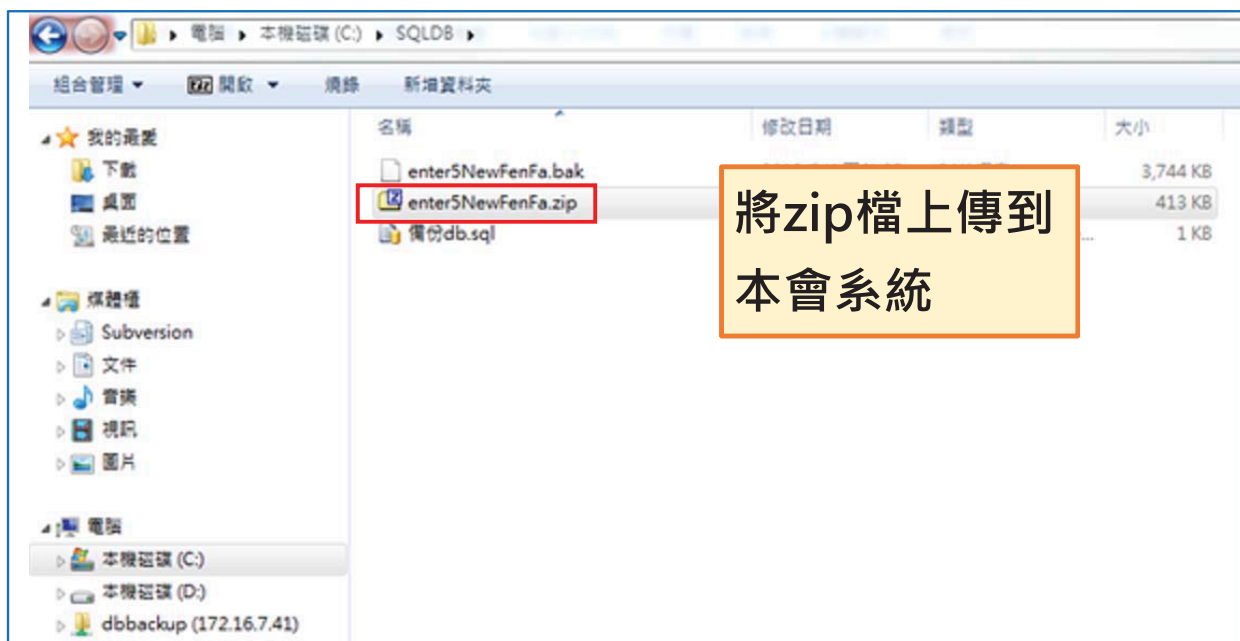 電腦 ▸ 本機磁碟 (C:) ▸ SQLDB ▸
組合管理 開啟 燒錄 新增資料夾
名稱 修改日期 類型 大小
我的最愛
下載
桌面
最近的位置
媒體櫃
Subversion
文件
音樂
視訊
圖片
電腦
本機磁碟 (C:)
本機磁碟 (D:)
dbbackup (172.16.7.41)
enter5NewFenFa.bak 3,744 KB
enter5NewFenFa.zip 413 KB
備份db.sql 1 KB
將zip檔上傳到
本會系統